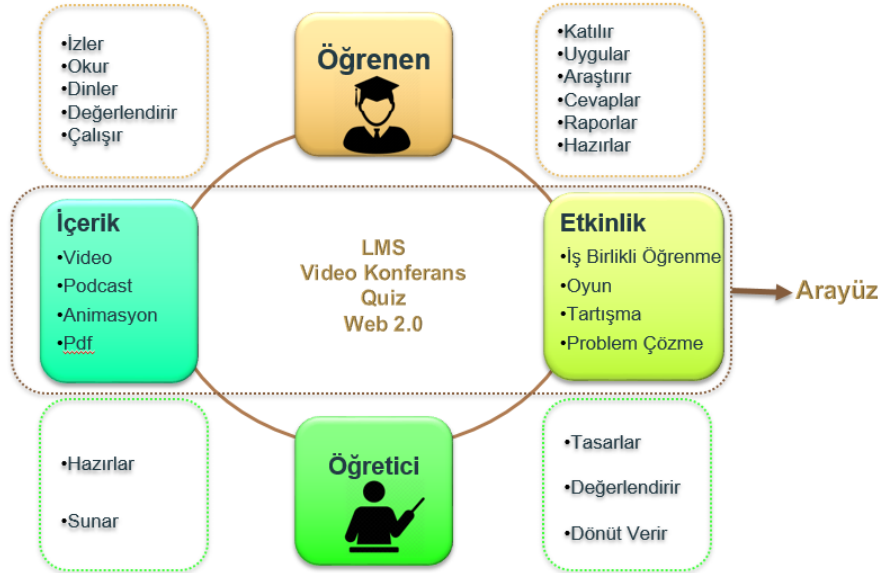 •İzler
•Okur
•Dinler
•Değerlendirir
•Çalışır
Öğrenen
•Katılır
•Uygular
•Araştırır
•Cevaplar
•Raporlar
•Hazırlar
İçerik
•Video
•Podcast
•Animasyon
•Pdf
LMS
Video Konferans
Quiz
Web 2.0
Etkinlik
•İş Birlikli Öğrenme
•Oyun
•Tartışma
•Problem Çözme
Arayüz
•Hazırlar
•Sunar
Öğretici
•Tasarlar
•Değerlendirir
•Dönüt Verir